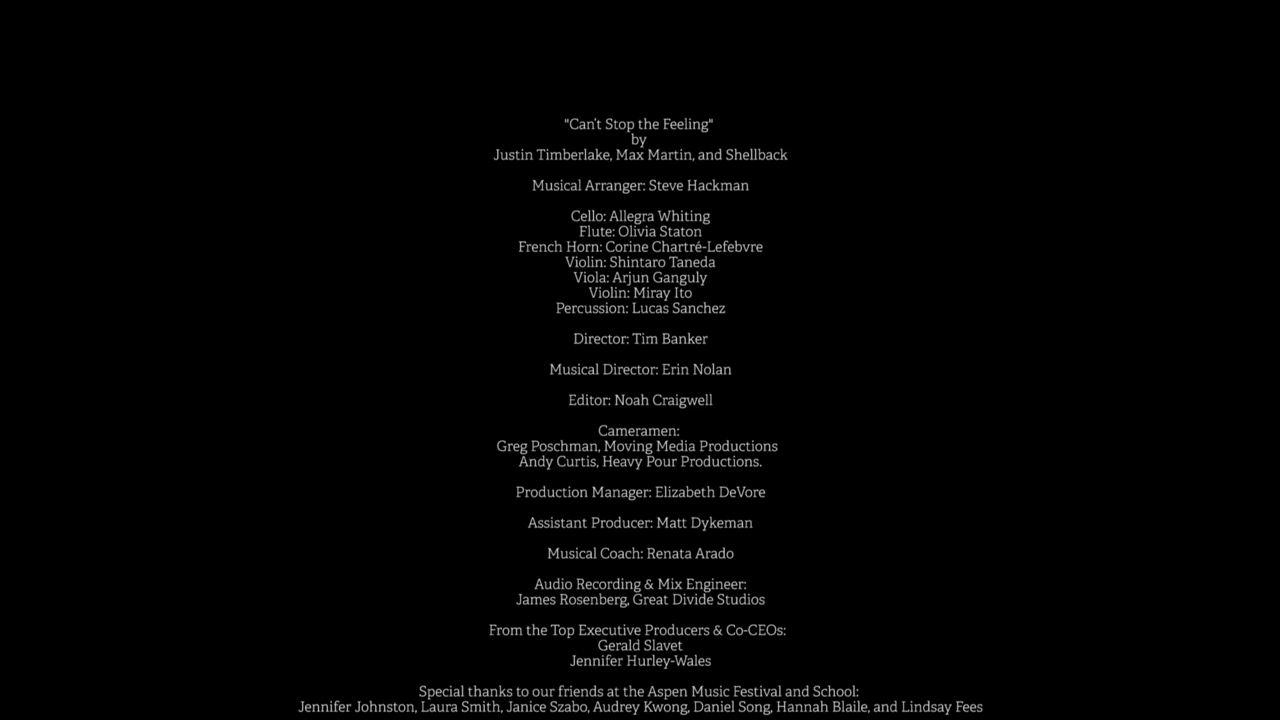 "Can't Stop the Feeling"
by
Justin Timberlake, Max Martin, and Shellback
Musical Arranger: Steve Hackman
Cello: Allegra Whiting
Flute: Olivia Staton
French Horn: Corine Chartré-Lefebvre
Violin: Shintaro Taneda
Viola: Arjun Ganguly
Violin: Miray Ito
Percussion: Lucas Sanchez
Director: Tim Banker
Musical Director: Erin Nolan
Editor: Noah Craigwell
Cameramen:
Greg Poschman, Moving Media Productions
Andy Curtis, Heavy Pour Productions.
Production Manager: Elizabeth DeVore
Assistant Producer: Matt Dykeman
Musical Coach: Renata Arado
Audio Recording & Mix Engineer:
James Rosenberg, Great Divide Studios
From the Top Executive Producers & Co-CEOs:
Gerald Slavet
Jennifer Hurley-Wales
Special thanks to our friends at the Aspen Music Festival and School:
Jennifer Johnston, Laura Smith, Janice Szabo, Audrey Kwong, Daniel Song, Hannah Blaile, and Lindsay Fees